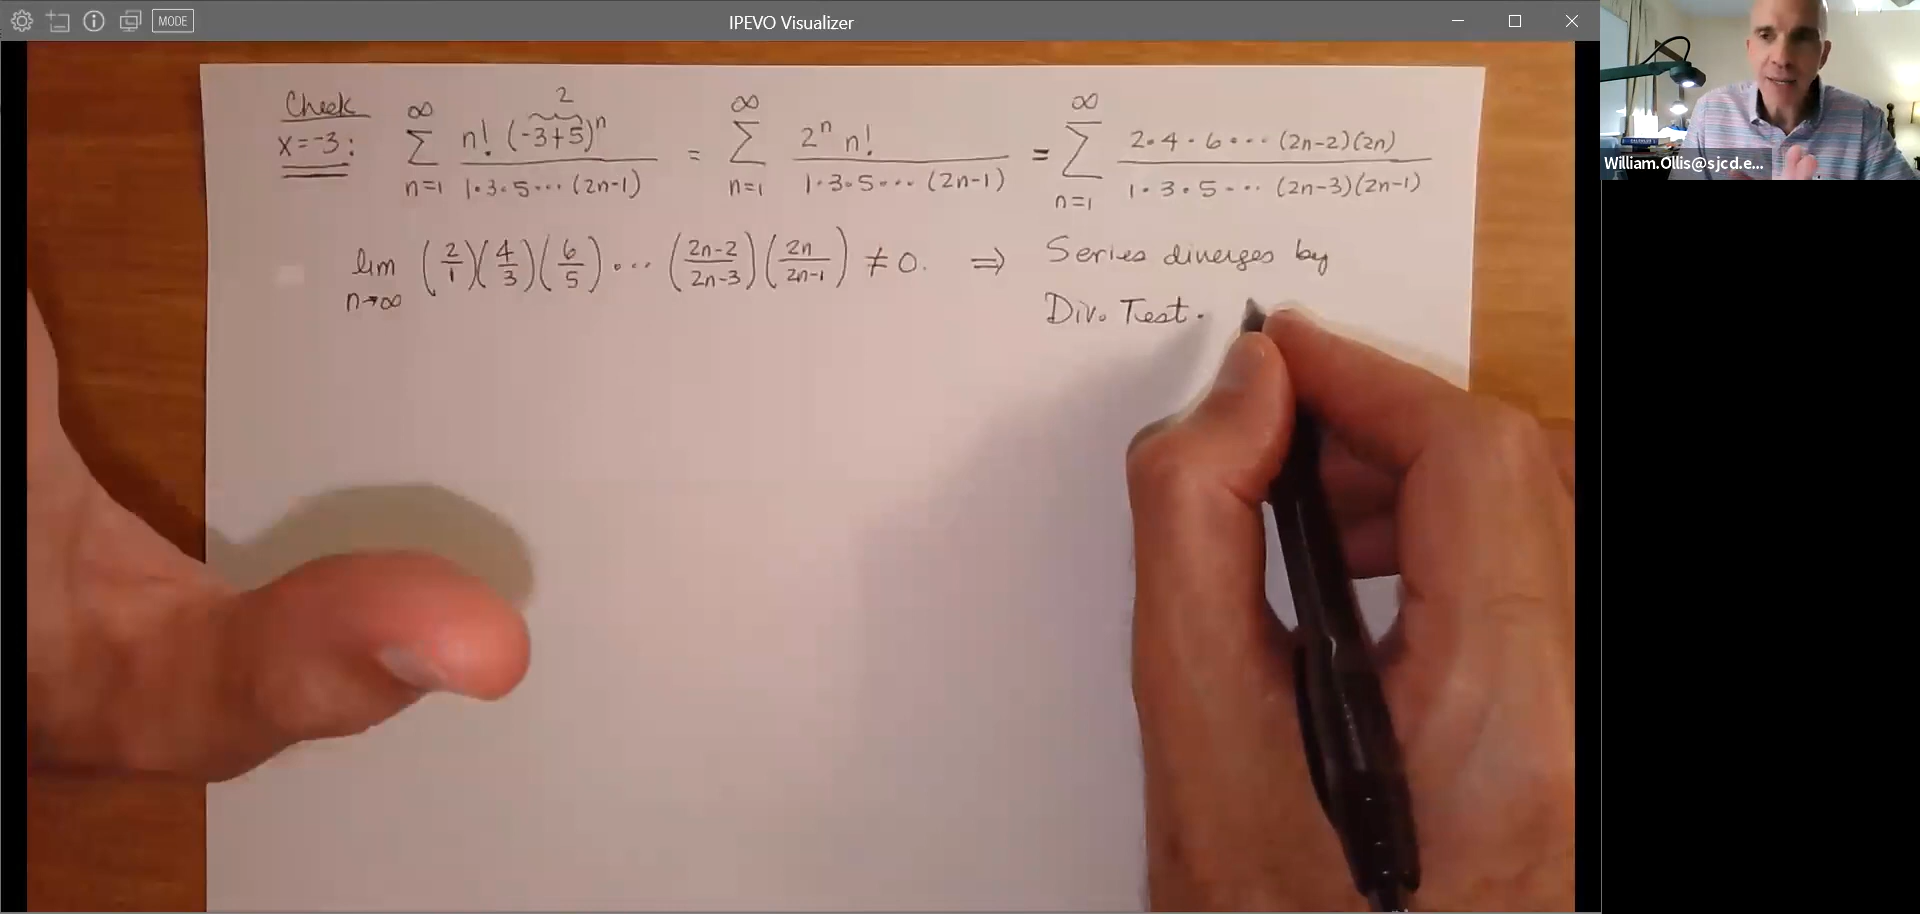 MODE
IPEVO Visualizer
William.Ollis@sjcd.e...
Check
x=-3: ∞ Σ n=1 n! (-3+5)^n 2 / 1·3·5···(2n-1) = ∞ Σ n=1 2^n n! / 1·3·5···(2n-1) = ∞ Σ n=1 2·4·6···(2n-2)(2n) / 1·3·5···(2n-3)(2n-1)
lim n→∞ (2/1)(4/3)(6/5)···(2n-2/2n-3)(2n/2n-1) ≠ 0. ⇒ Series diverges by
Div. Test.